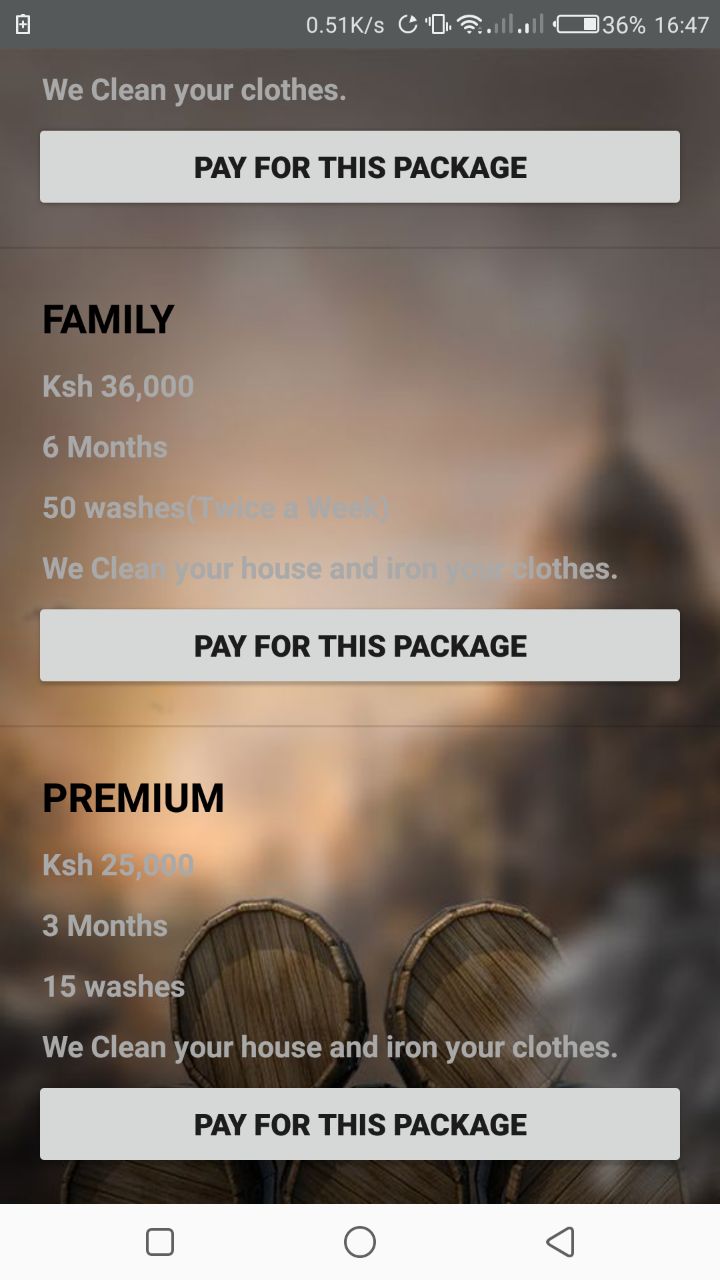 0.51K/s 36% 16:47
We Clean your clothes.
PAY FOR THIS PACKAGE
FAMILY
Ksh 36,000
6 Months
50 washes(Twice a Week)
We Clean your house and iron your clothes.
PAY FOR THIS PACKAGE
PREMIUM
Ksh 25,000
3 Months
15 washes
We Clean your house and iron your clothes.
PAY FOR THIS PACKAGE